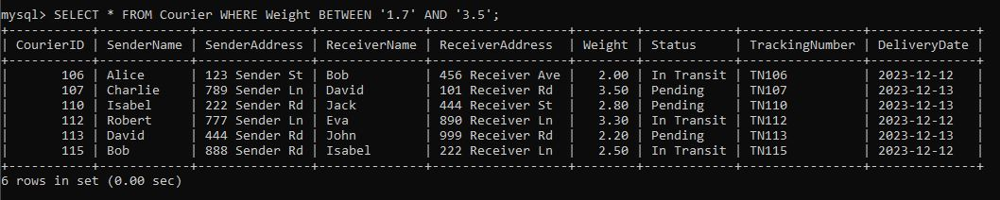 mysql> SELECT * FROM Courier WHERE Weight BETWEEN '1.7' AND '3.5';
+-----------+------------+---------------+--------------+------------------+--------+------------+----------------+--------------+
| CourierID | SenderName | SenderAddress | ReceiverName | ReceiverAddress  | Weight | Status     | TrackingNumber | DeliveryDate |
+-----------+------------+---------------+--------------+------------------+--------+------------+----------------+--------------+
|       106 | Alice      | 123 Sender St | Bob          | 456 Receiver Ave |   2.00 | In Transit | TN106          | 2023-12-12   |
|       107 | Charlie    | 789 Sender Ln | David        | 101 Receiver Rd  |   3.50 | Pending    | TN107          | 2023-12-13   |
|       110 | Isabel     | 222 Sender Rd | Jack         | 444 Receiver St  |   2.80 | Pending    | TN110          | 2023-12-13   |
|       112 | Robert     | 777 Sender Ln | Eva          | 890 Receiver Ln  |   3.30 | In Transit | TN112          | 2023-12-12   |
|       113 | David      | 444 Sender Rd | John         | 999 Receiver Rd  |   2.20 | Pending    | TN113          | 2023-12-13   |
|       115 | Bob        | 888 Sender Rd | Isabel       | 222 Receiver Ln  |   2.50 | In Transit | TN115          | 2023-12-12   |
+-----------+------------+---------------+--------------+------------------+--------+------------+----------------+--------------+
6 rows in set (0.00 sec)